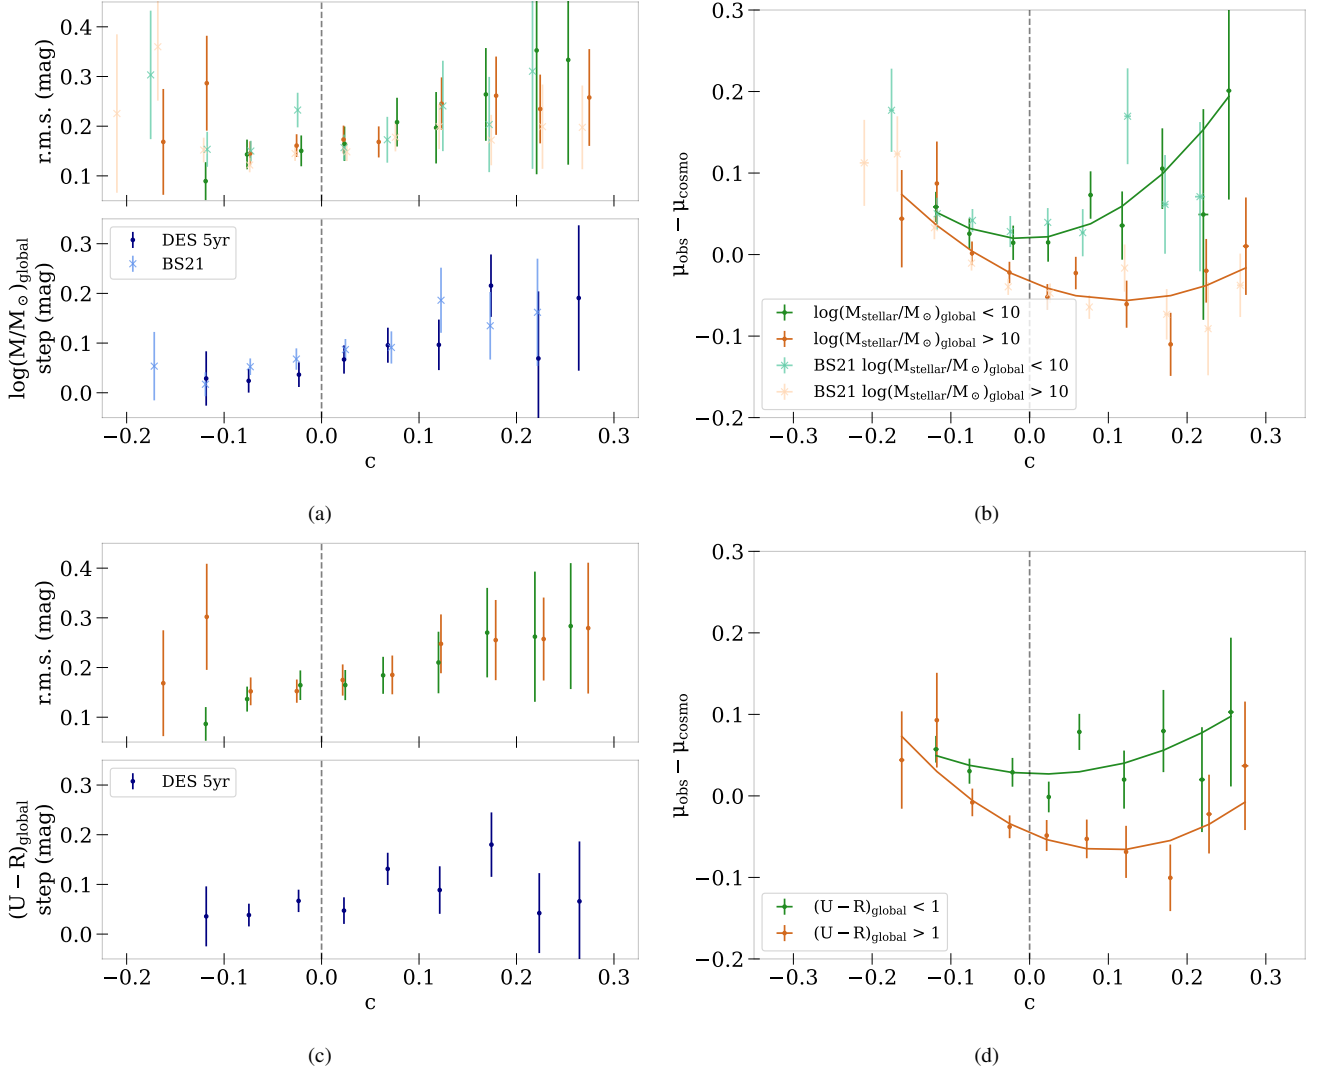 0.4
0.3
0.2
0.1
r.m.s. (mag)
0.3
0.2
0.1
0.0
log(M/M⊙)global
step (mag)
DES 5yr
BS21
−0.2 −0.1 0.0 0.1 0.2 0.3
c
(a)
0.3
0.2
0.1
0.0
−0.1
−0.2
μobs − μcosmo
log(Mstellar/M⊙)global < 10
log(Mstellar/M⊙)global > 10
BS21 log(Mstellar/M⊙)global < 10
BS21 log(Mstellar/M⊙)global > 10
−0.3 −0.2 −0.1 0.0 0.1 0.2 0.3
c
(b)
0.4
0.3
0.2
0.1
r.m.s. (mag)
0.3
0.2
0.1
0.0
(U − R)global
step (mag)
DES 5yr
−0.2 −0.1 0.0 0.1 0.2 0.3
c
(c)
0.3
0.2
0.1
0.0
−0.1
−0.2
μobs − μcosmo
(U − R)global < 1
(U − R)global > 1
−0.3 −0.2 −0.1 0.0 0.1 0.2 0.3
c
(d)